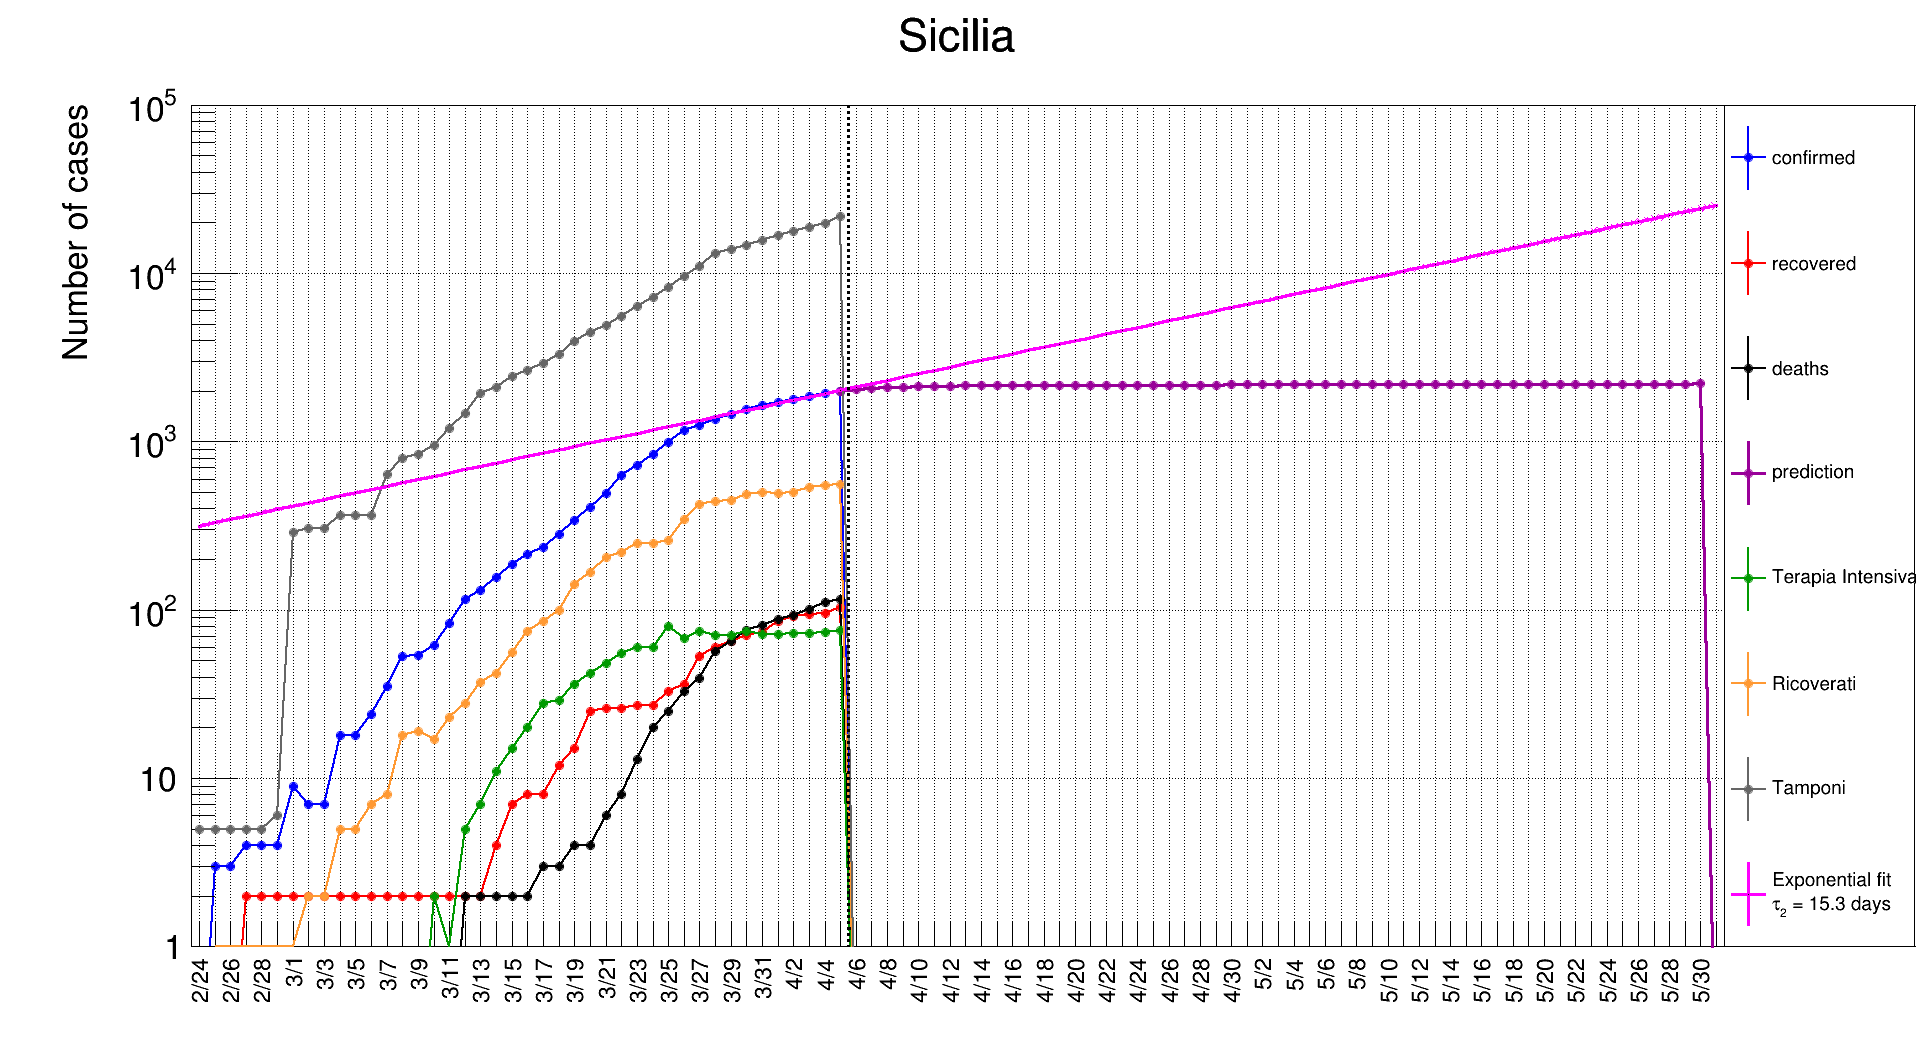 Sicilia
Number of cases
10^5
10^4
10^3
10^2
10
1
2/24 2/26 2/28 3/1 3/3 3/5 3/7 3/9 3/11 3/13 3/15 3/17 3/19 3/21 3/23 3/25 3/27 3/29 3/31 4/2 4/4 4/6 4/8 4/10 4/12 4/14 4/16 4/18 4/20 4/22 4/24 4/26 4/28 4/30 5/2 5/4 5/6 5/8 5/10 5/12 5/14 5/16 5/18 5/20 5/22 5/24 5/26 5/28 5/30
confirmed
recovered
deaths
prediction
Terapia Intensiva
Ricoverati
Tamponi
Exponential fit
τ₂ = 15.3 days